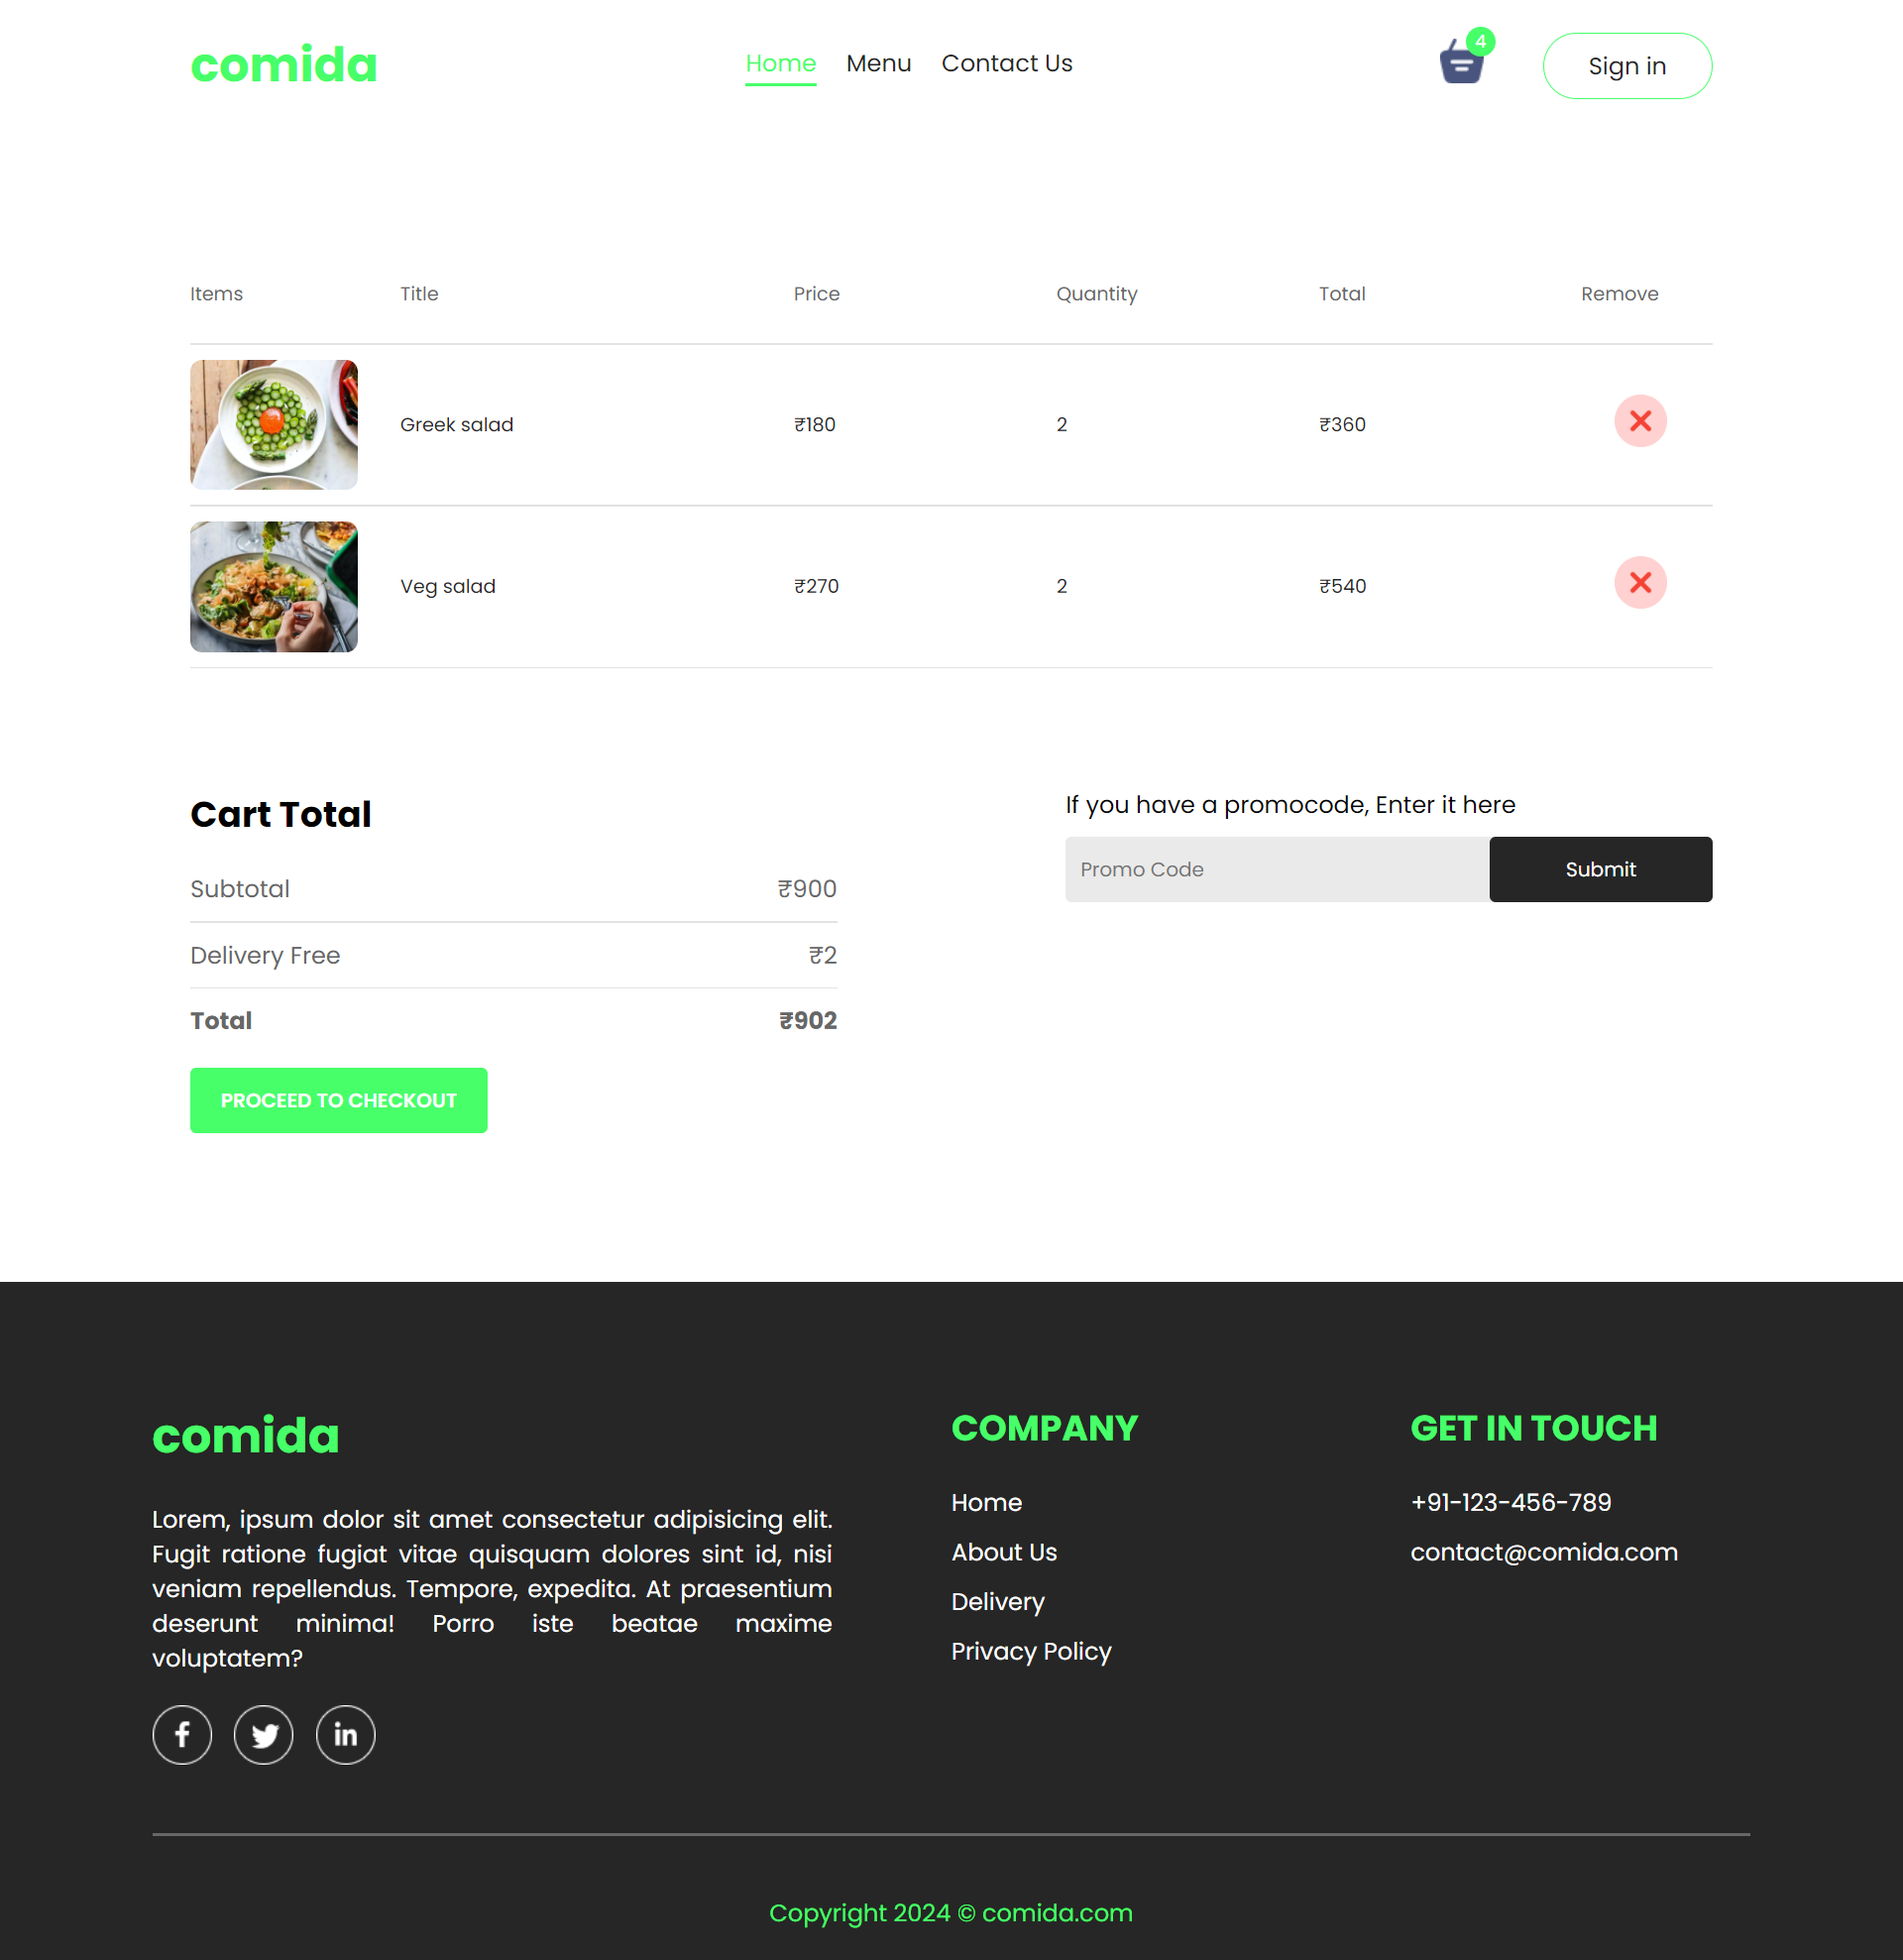 comida
Home Menu Contact Us
4
Sign in
Items Title Price Quantity Total Remove
Greek salad ₹180 2 ₹360
Veg salad ₹270 2 ₹540
Cart Total
Subtotal ₹900
Delivery Free ₹2
Total ₹902
PROCEED TO CHECKOUT
If you have a promocode, Enter it here
Promo Code Submit
comida
Lorem, ipsum dolor sit amet consectetur adipisicing elit.
Fugit ratione fugiat vitae quisquam dolores sint id, nisi
veniam repellendus. Tempore, expedita. At praesentium
deserunt minima! Porro iste beatae maxime
voluptatem?
f in
COMPANY
Home
About Us
Delivery
Privacy Policy
GET IN TOUCH
+91-123-456-789
contact@comida.com
Copyright 2024 © comida.com